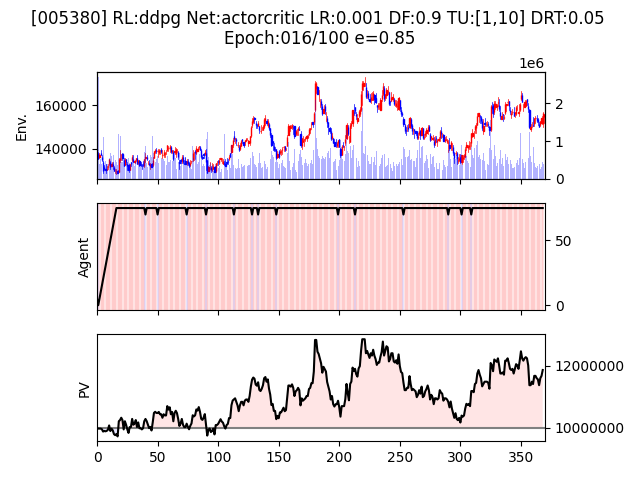 [005380] RL:ddpg Net:actorcritic LR:0.001 DF:0.9 TU:[1,10] DRT:0.05
Epoch:016/100 e=0.85
1e6
Env.
160000
140000
2
1
0
Agent
50
0
PV
12000000
10000000
0 50 100 150 200 250 300 350